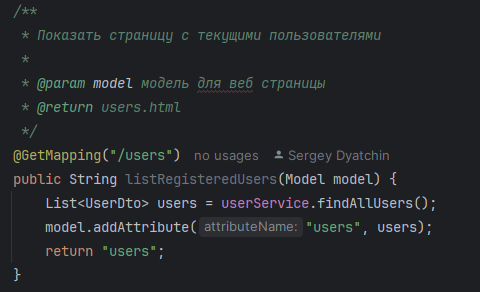 /**
 * Показать страницу с текущими пользователями
 *
 * @param model модель для веб страницы
 * @return users.html
 */
@GetMapping("/users") no usages Sergey Dyatchin
public String listRegisteredUsers(Model model) {
    List<UserDto> users = userService.findAllUsers();
    model.addAttribute( attributeName: "users", users);
    return "users";
}